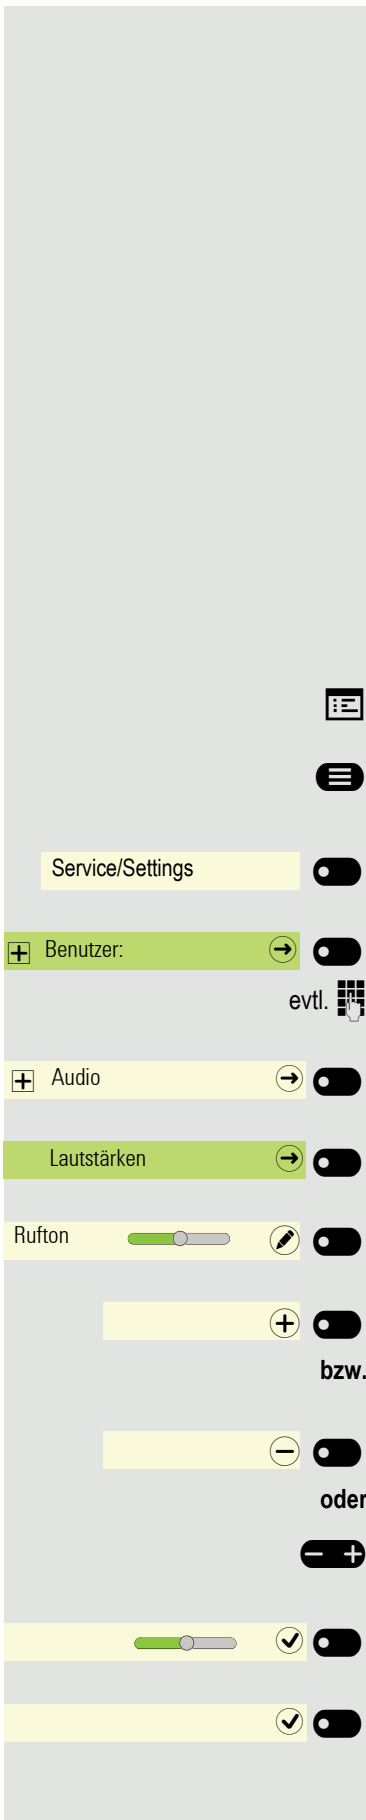 Service/Settings
Benutzer:
evtl.
Audio
Lautstärken
Rufton
bzw.
oder